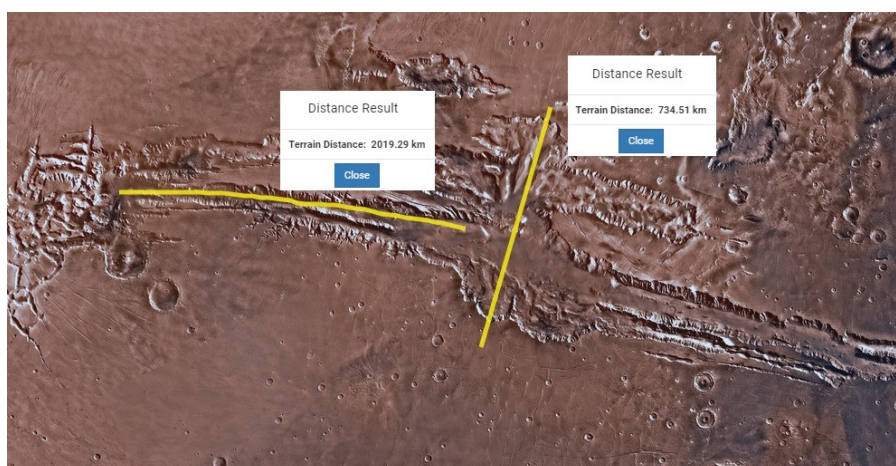 Distance Result
Terrain Distance: 2019.29 km
Close
Distance Result
Terrain Distance: 734.51 km
Close